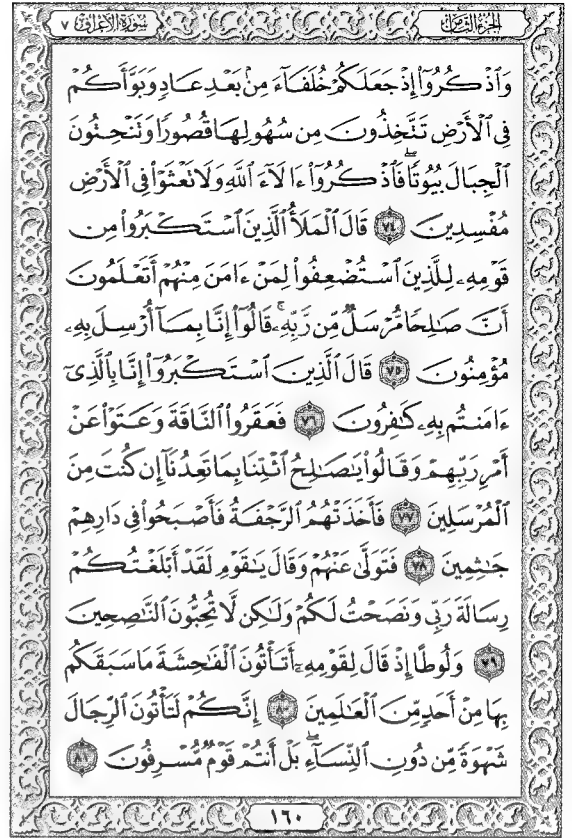 سورة الأعراف ٧
الجزء الثامن
وَٱذۡكُرُوٓاْ إِذۡ جَعَلَكُمۡ خُلَفَآءَ مِنۢ بَعۡدِ عَادٖ وَبَوَّأَكُمۡ
فِي ٱلۡأَرۡضِ تَتَّخِذُونَ مِن سُهُولِهَا قُصُورٗا وَتَنۡحِتُونَ
ٱلۡجِبَالَ بُيُوتٗاۖ فَٱذۡكُرُوٓاْ ءَالَآءَ ٱللَّهِ وَلَا تَعۡثَوۡاْ فِي ٱلۡأَرۡضِ
مُفۡسِدِينَ ٧٤ قَالَ ٱلۡمَلَأُ ٱلَّذِينَ ٱسۡتَكۡبَرُواْ مِن
قَوۡمِهِۦ لِلَّذِينَ ٱسۡتُضۡعِفُواْ لِمَنۡ ءَامَنَ مِنۡهُمۡ أَتَعۡلَمُونَ
أَنَّ صَٰلِحٗا مُّرۡسَلٞ مِّن رَّبِّهِۦۚ قَالُوٓاْ إِنَّا بِمَآ أُرۡسِلَ بِهِۦ
مُؤۡمِنُونَ ٧٥ قَالَ ٱلَّذِينَ ٱسۡتَكۡبَرُوٓاْ إِنَّا بِٱلَّذِيٓ
ءَامَنتُم بِهِۦ كَٰفِرُونَ ٧٦ فَعَقَرُواْ ٱلنَّاقَةَ وَعَتَوۡاْ عَنۡ
أَمۡرِ رَبِّهِمۡ وَقَالُواْ يَٰصَٰلِحُ ٱئۡتِنَا بِمَا تَعِدُنَآ إِن كُنتَ مِنَ
ٱلۡمُرۡسَلِينَ ٧٧ فَأَخَذَتۡهُمُ ٱلرَّجۡفَةُ فَأَصۡبَحُواْ فِي دَارِهِمۡ
جَٰثِمِينَ ٧٨ فَتَوَلَّىٰ عَنۡهُمۡ وَقَالَ يَٰقَوۡمِ لَقَدۡ أَبۡلَغۡتُكُمۡ
رِسَالَةَ رَبِّي وَنَصَحۡتُ لَكُمۡ وَلَٰكِن لَّا تُحِبُّونَ ٱلنَّٰصِحِينَ
٧٩ وَلُوطًا إِذۡ قَالَ لِقَوۡمِهِۦٓ أَتَأۡتُونَ ٱلۡفَٰحِشَةَ مَا سَبَقَكُم
بِهَا مِنۡ أَحَدٖ مِّنَ ٱلۡعَٰلَمِينَ ٨٠ إِنَّكُمۡ لَتَأۡتُونَ ٱلرِّجَالَ
شَهۡوَةٗ مِّن دُونِ ٱلنِّسَآءِۚ بَلۡ أَنتُمۡ قَوۡمٞ مُّسۡرِفُونَ ٨١
١٦٠